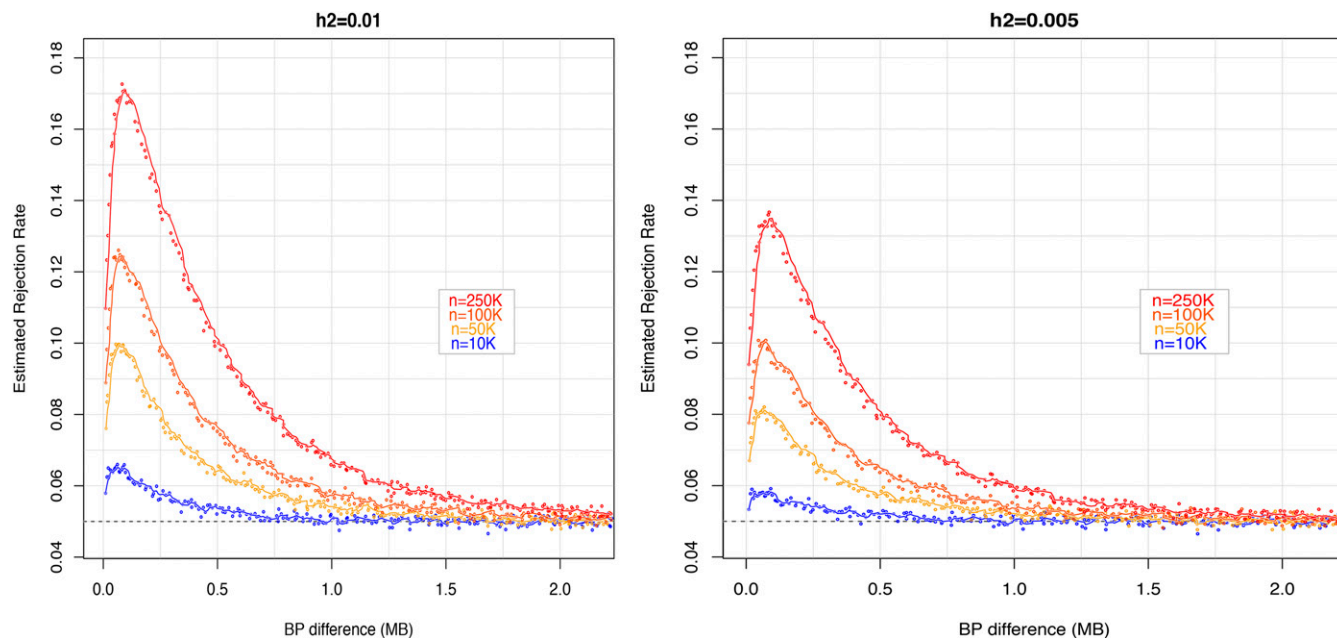 h2=0.01
Estimated Rejection Rate
0.18
0.16
0.14
0.12
0.10
0.08
0.06
0.04
n=250K
n=100K
n=50K
n=10K
0.0 0.5 1.0 1.5 2.0
BP difference (MB)
h2=0.005
Estimated Rejection Rate
0.18
0.16
0.14
0.12
0.10
0.08
0.06
0.04
n=250K
n=100K
n=50K
n=10K
0.0 0.5 1.0 1.5 2.0
BP difference (MB)